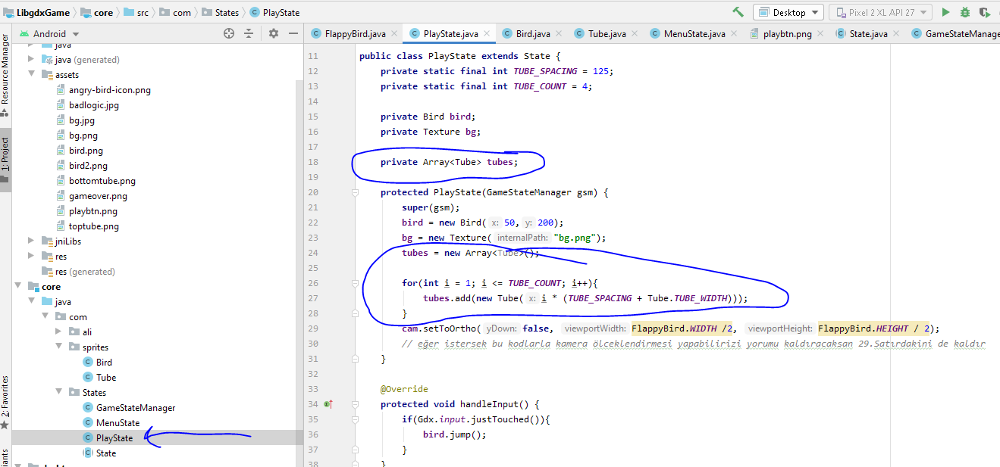 LibgdxGame core src com States PlayState Desktop Pixel 2 XL API 27
Android FlappyBird.java PlayState.java Bird.java Tube.java MenuState.java playbtn.png State.java GameStateManage
Resource Manager
1: Project
2: Favorites
java
java (generated)
assets
angry-bird-icon.png
badlogic.jpg
bg.jpg
bg.png
bird.png
bird2.png
bottomtube.png
gameover.png
playbtn.png
toptube.png
jniLibs
res
res (generated)
core
java
com
ali
sprites
Bird
Tube
States
GameStateManager
MenuState
PlayState
State
11 public class PlayState extends State {
12 private static final int TUBE_SPACING = 125;
13 private static final int TUBE_COUNT = 4;
14
15 private Bird bird;
16 private Texture bg;
17
18 private Array<Tube> tubes;
19
20 protected PlayState(GameStateManager gsm) {
21 super(gsm);
22 bird = new Bird( x: 50, y: 200);
23 bg = new Texture( internalPath: "bg.png");
24 tubes = new Array<Tube>();
25
26 for(int i = 1; i <= TUBE_COUNT; i++){
27 tubes.add(new Tube( x: i * (TUBE_SPACING + Tube.TUBE_WIDTH)));
28 }
29 cam.setToOrtho( yDown: false, viewportWidth: FlappyBird.WIDTH /2, viewportHeight: FlappyBird.HEIGHT / 2);
30 // eğer istersek bu kodlarla kamera ölceklendirmesi yapabilirizi yorumu kaldıracaksan 29.Satırdakini de kaldır
31 }
32
33 @Override
34 protected void handleInput() {
35 if(Gdx.input.justTouched()){
36 bird.jump();
37 }
38 }